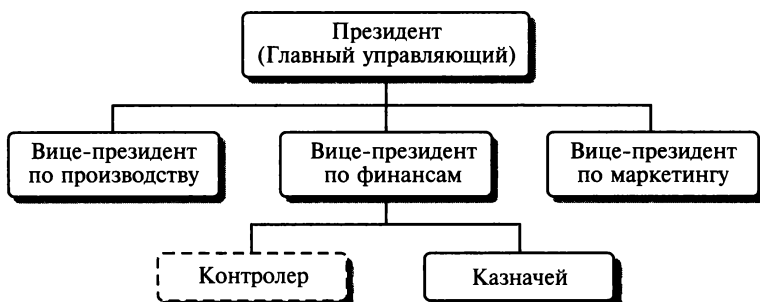 Президент
(Главный управляющий)
Вице-президент
по производству
Вице-президент
по финансам
Вице-президент
по маркетингу
Контролер
Казначей